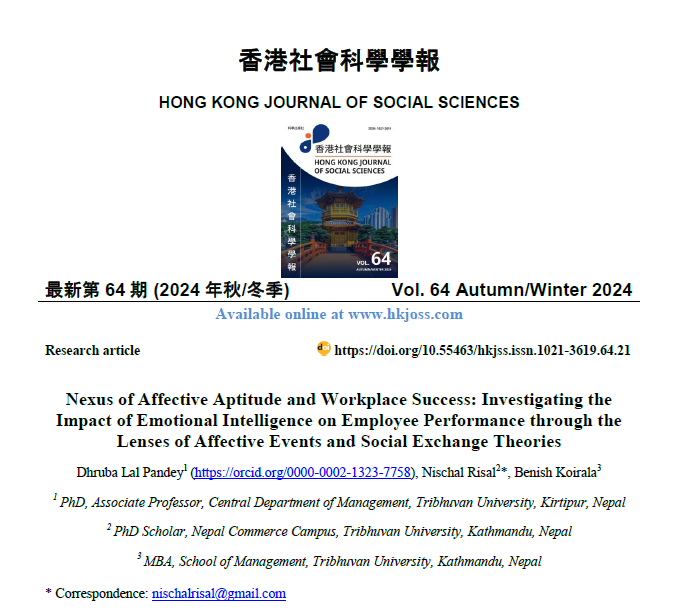 香港社會科學學報
HONG KONG JOURNAL OF SOCIAL SCIENCES
香港社會科學學報
HONG KONG JOURNAL
OF SOCIAL SCIENCES
香港社會科學學報
VOL. 64
AUTUMN/WINTER 2024
最新第 64 期 (2024 年秋/冬季)
Vol. 64 Autumn/Winter 2024
Available online at www.hkjoss.com
Research article
doi https://doi.org/10.55463/hkjss.issn.1021-3619.64.21
Nexus of Affective Aptitude and Workplace Success: Investigating the
Impact of Emotional Intelligence on Employee Performance through the
Lenses of Affective Events and Social Exchange Theories
Dhruba Lal Pandey1 (https://orcid.org/0000-0002-1323-7758), Nischal Risal2*, Benish Koirala3
1 PhD, Associate Professor, Central Department of Management, Tribhuvan University, Kirtipur, Nepal
2 PhD Scholar, Nepal Commerce Campus, Tribhuvan University, Kathmandu, Nepal
3 MBA, School of Management, Tribhuvan University, Kathmandu, Nepal
* Correspondence: nischalrisal@gmail.com